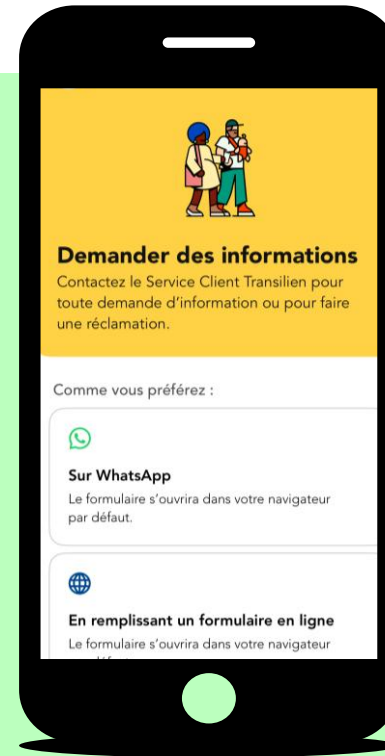 Demander des informations
Contactez le Service Client Transilien pour
toute demande d'information ou pour faire
une réclamation.
Comme vous préférez :
Sur WhatsApp
Le formulaire s'ouvrira dans votre navigateur
par défaut.
En remplissant un formulaire en ligne
Le formulaire s'ouvrira dans votre navigateur